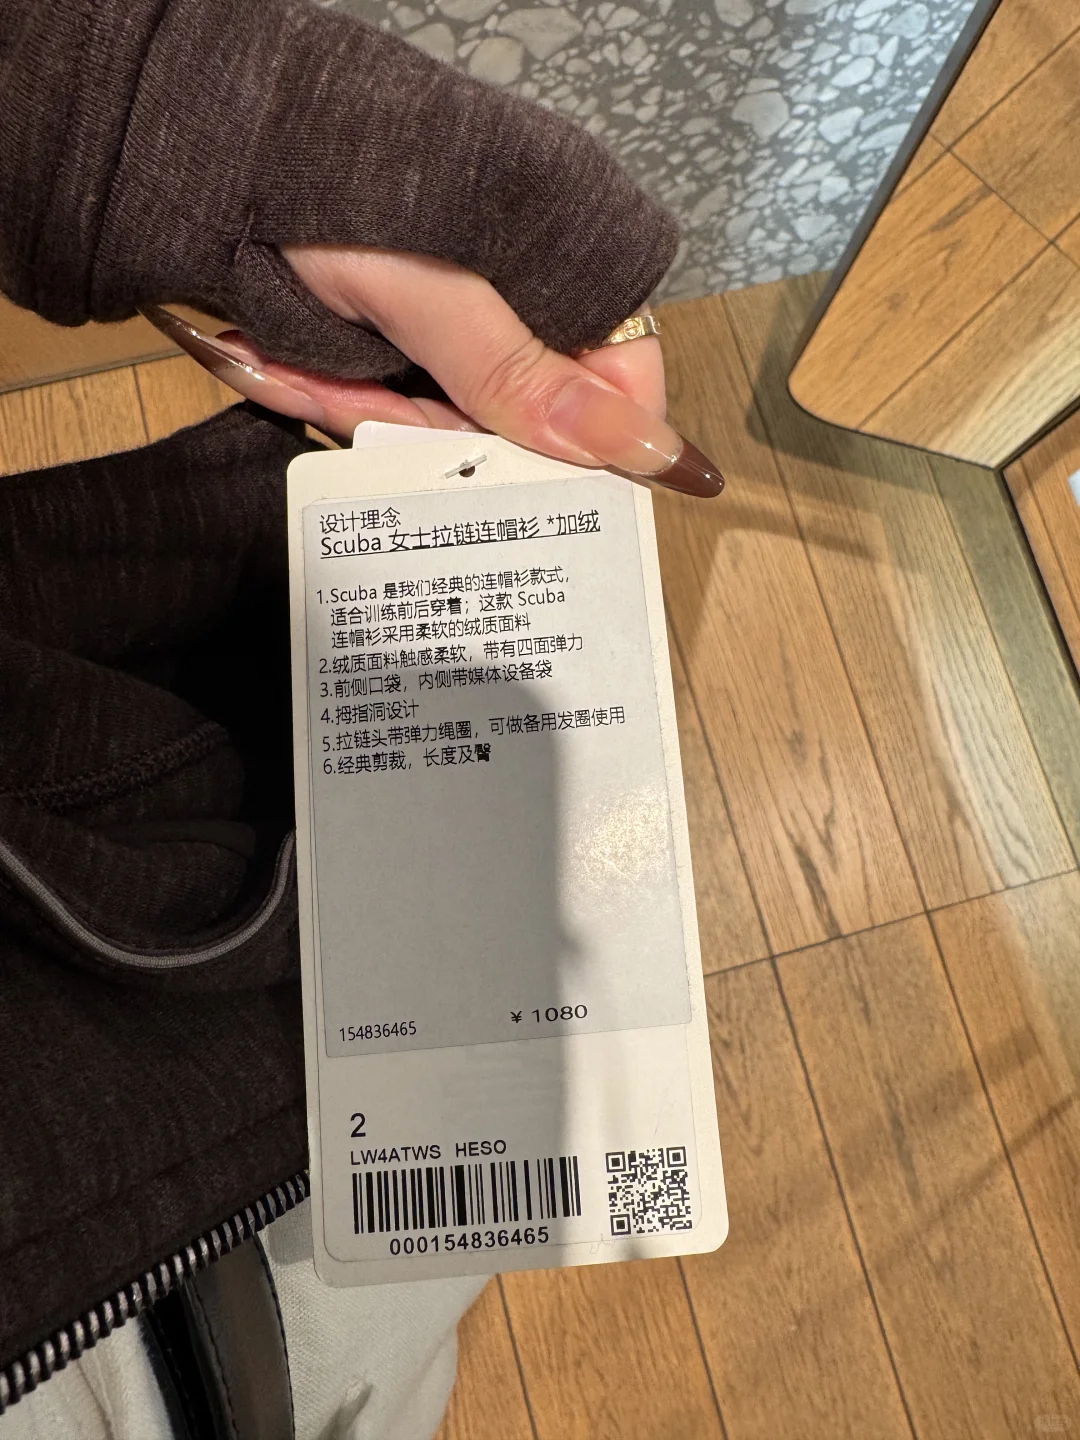 设计理念
Scuba 女士拉链连帽衫 *加绒
1.Scuba 是我们经典的连帽衫款式，
适合训练前后穿着；这款 Scuba
连帽衫采用柔软的绒质面料
2.绒质面料触感柔软，带有四面弹力
3.前侧口袋，内侧带媒体设备袋
4.拇指洞设计
5.拉链头带弹力绳圈，可做备用发圈使用
6.经典剪裁，长度及臀
154836465 ¥ 1080
2
LW4ATWS HESO
000154836465